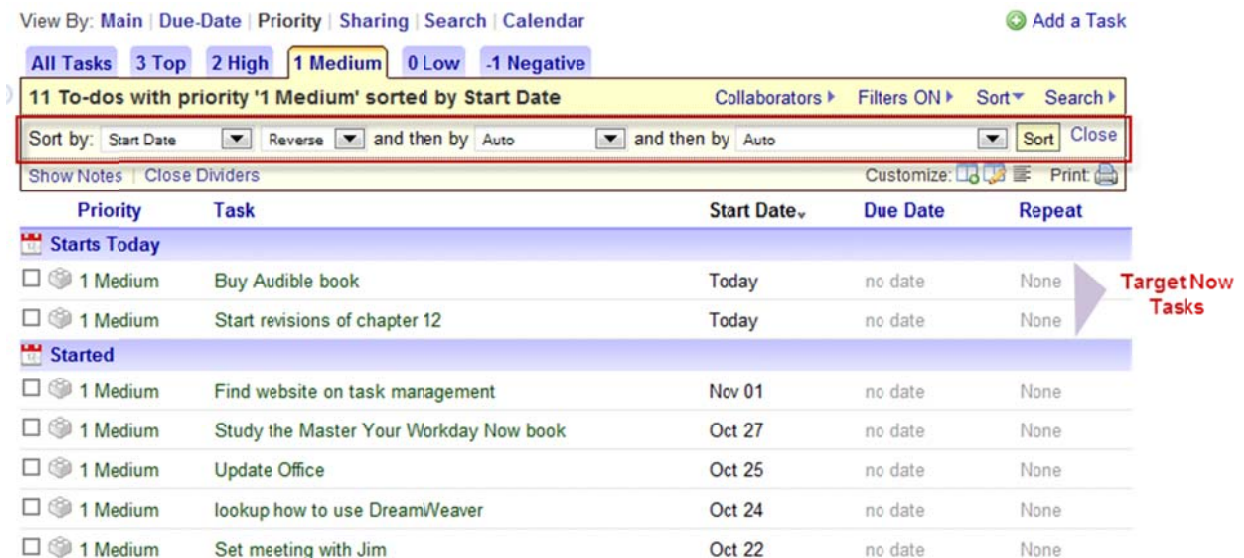 View By: Main | Due-Date | Priority | Sharing | Search | Calendar Add a Task
All Tasks 3 Top 2 High 1 Medium 0 Low -1 Negative
11 To-dos with priority '1 Medium' sorted by Start Date Collaborators Filters ON Sort Search
Sort by: Start Date Reverse and then by Auto and then by Auto Sort Close
Show Notes | Close Dividers Customize: Print:
Priority Task Start Date Due Date Repeat
Starts Today
1 Medium Buy Audible book Today no date None
1 Medium Start revisions of chapter 12 Today no date None
Target Now
Tasks
Started
1 Medium Find website on task management Nov 01 no date None
1 Medium Study the Master Your Workday Now book Oct 27 no date None
1 Medium Update Office Oct 25 no date None
1 Medium lookup how to use DreamWeaver Oct 24 no date None
1 Medium Set meeting with Jim Oct 22 no date None